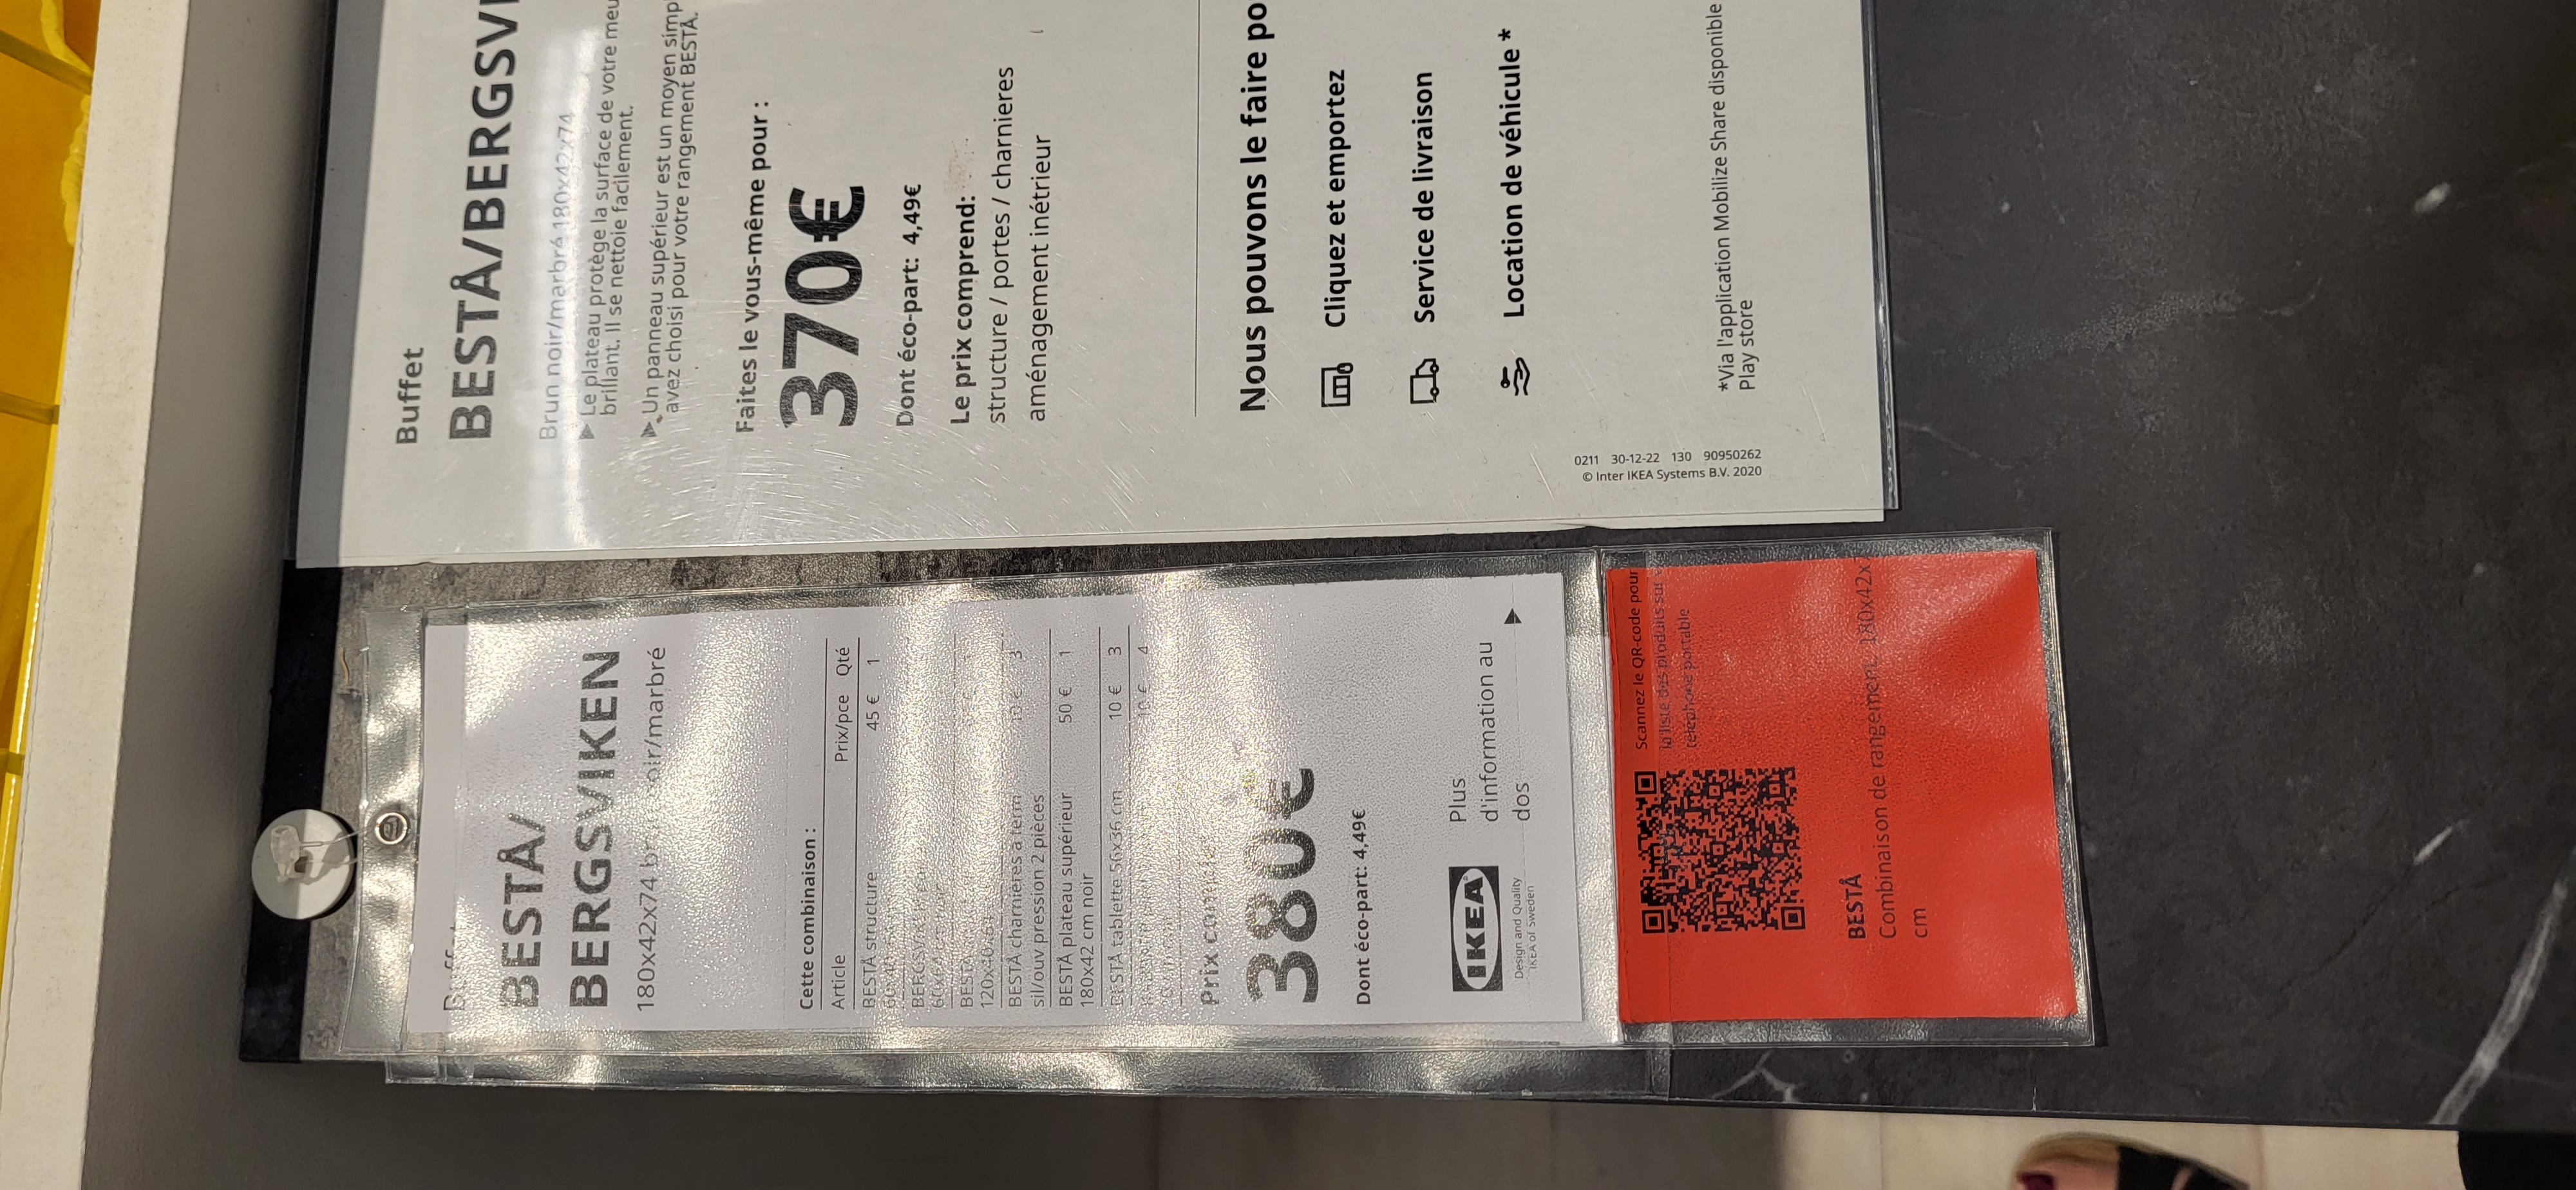 Buffet
BESTÅ/BERGSVI
Brun noir/marbré 180x42x74
▶ Le plateau protège la surface de votre meu
brillant. Il se nettoie facilement.
▶ Un panneau supérieur est un moyen simp
avez choisi pour votre rangement BESTÅ.
Faites le vous-même pour :
370€
Dont éco-part: 4,49€
Le prix comprend:
structure / portes / charnieres
aménagement inétrieur
Nous pouvons le faire po
Cliquez et emportez
Service de livraison
Location de véhicule *
*Via l'application Mobilize Share disponible
Play store
0211 30-12-22 130 90950262
© Inter IKEA Systems B.V. 2020
BESTÅ/
BERGSVIKEN
180x42x74 noir/marbré
Cette combinaison :
Article Prix/pce Qté
BESTÅ structure 45 € 1
BESTÅ
BESTÅ charnières à ferm 3
sil/ouv pression 2 pièces
BESTÅ plateau supérieur 50 € 1
180x42 cm noir
BESTÅ tablette 56x36 cm 10 € 3
4
Prix
380€
Dont éco-part: 4,49€
IKEA
Design and Quality
IKEA of Sweden
Plus
d'information au
dos ▶
Scannez le QR-code pour
la liste des produits sur
téléphone portable
BESTÅ
Combinaison de rangement, 180x42x
cm